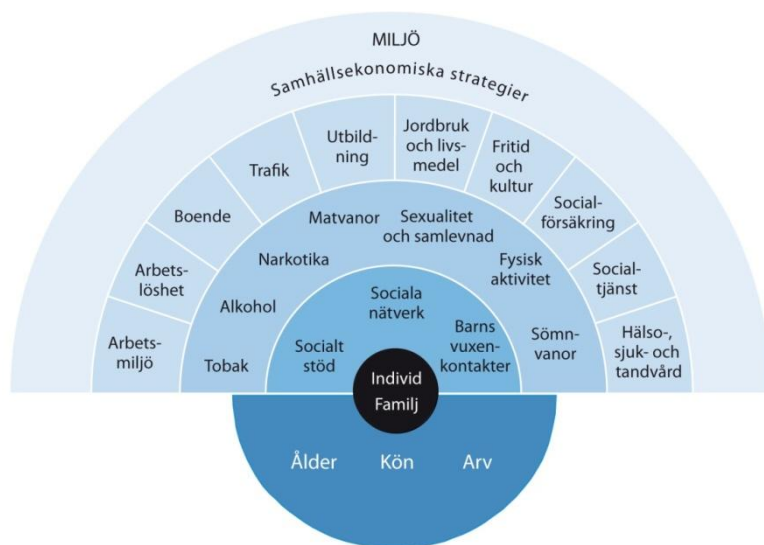 MILJÖ
Samhällsekonomiska strategier
Arbets-
miljö
Arbets-
löshet
Boende
Trafik
Utbild-
ning
Jordbruk
och livs-
medel
Fritid
och
kultur
Social-
försäkring
Social-
tjänst
Hälso-,
sjuk- och
tandvård
Tobak
Alkohol
Narkotika
Matvanor
Sexualitet
och samlevnad
Fysisk
aktivitet
Sömn-
vanor
Socialt
stöd
Sociala
nätverk
Barns
vuxen-
kontakter
Individ
Familj
Ålder Kön Arv